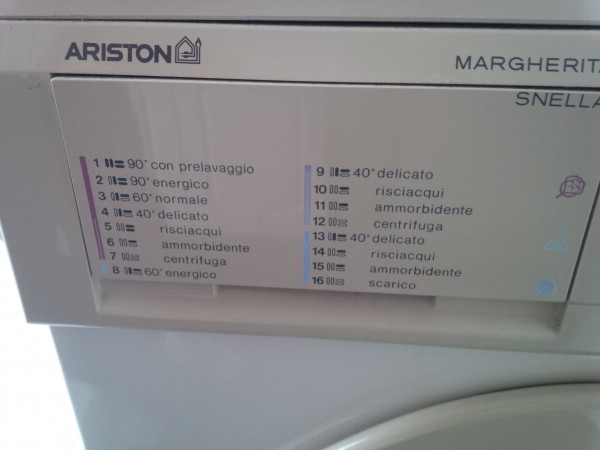 ARISTON
MARGHERITA
SNELLA
1 90° con prelavaggio
2 90° energico
3 60° normale
4 40° delicato
5 risciacqui
6 ammorbidente
7 centrifuga
8 60° energico
9 40° delicato
10 risciacqui
11 ammorbidente
12 centrifuga
13 40° delicato
14 risciacqui
15 ammorbidente
16 scarico